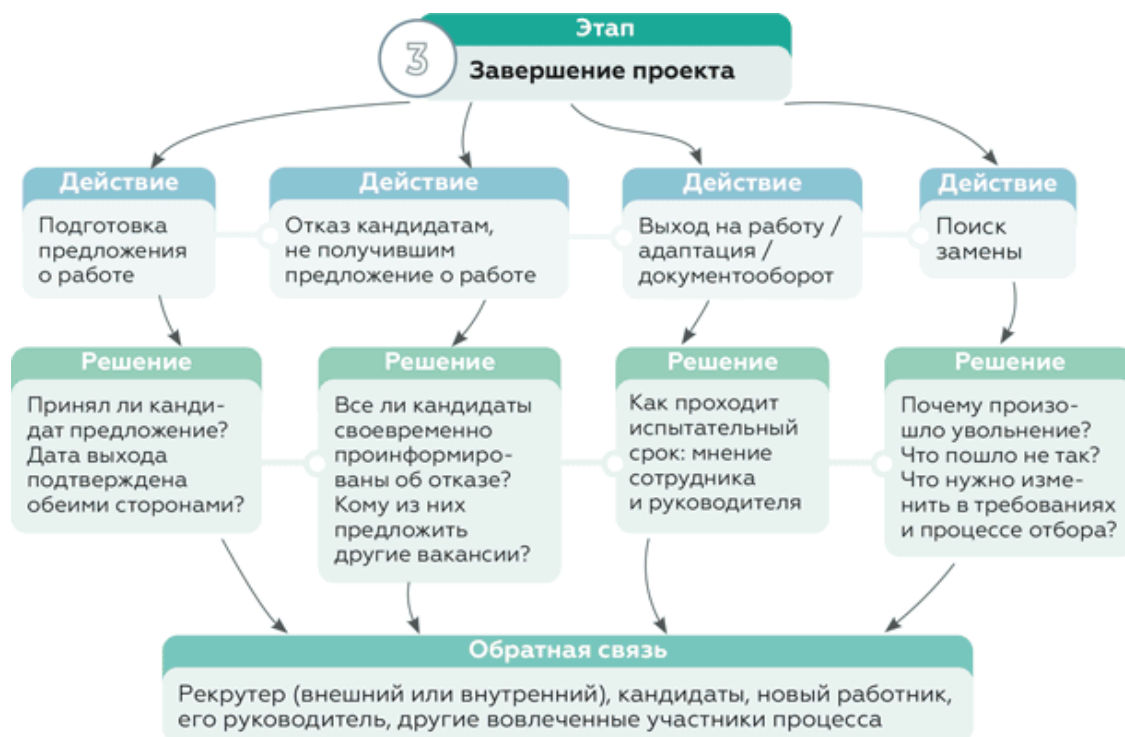 Этап
3
Завершение проекта
Действие
Подготовка
предложения
о работе
Действие
Отказ кандидатам,
не получившим
предложение о работе
Действие
Выход на работу /
адаптация /
документооборот
Действие
Поиск
замены
Решение
Принял ли канди-
дат предложение?
Дата выхода
подтверждена
обеими сторонами?
Решение
Все ли кандидаты
своевременно
проинформиро-
ваны об отказе?
Кому из них
предложить
другие вакансии?
Решение
Как проходит
испытательный
срок: мнение
сотрудника
и руководителя
Решение
Почему произо-
шло увольнение?
Что пошло не так?
Что нужно изме-
нить в требованиях
и процессе отбора?
Обратная связь
Рекрутер (внешний или внутренний), кандидаты, новый работник,
его руководитель, другие вовлеченные участники процесса